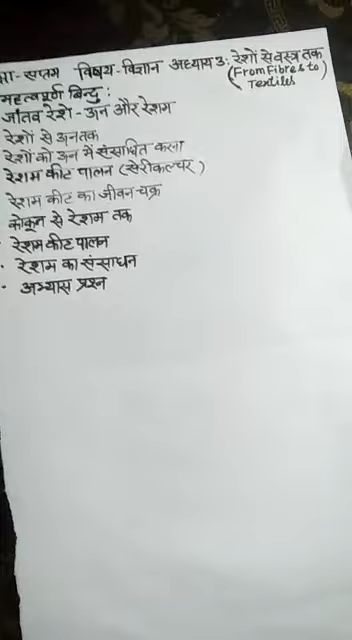 सप्तम विषय-विज्ञान अध्याय 3: रेशों से वस्त्र तक
(From Fibres to)
Textiles
महत्वपूर्ण बिन्दु:
जांतव रेशे - ऊन और रेशम
रेशों से ऊन तक
रेशों को ऊन में संसाधित करना
रेशम कीट पालन (सेरीकल्चर)
रेशम कीट का जीवन-चक्र
कोकून से रेशम तक
• रेशम कीट पालन
• रेशम का संसाधन
• अभ्यास प्रश्न